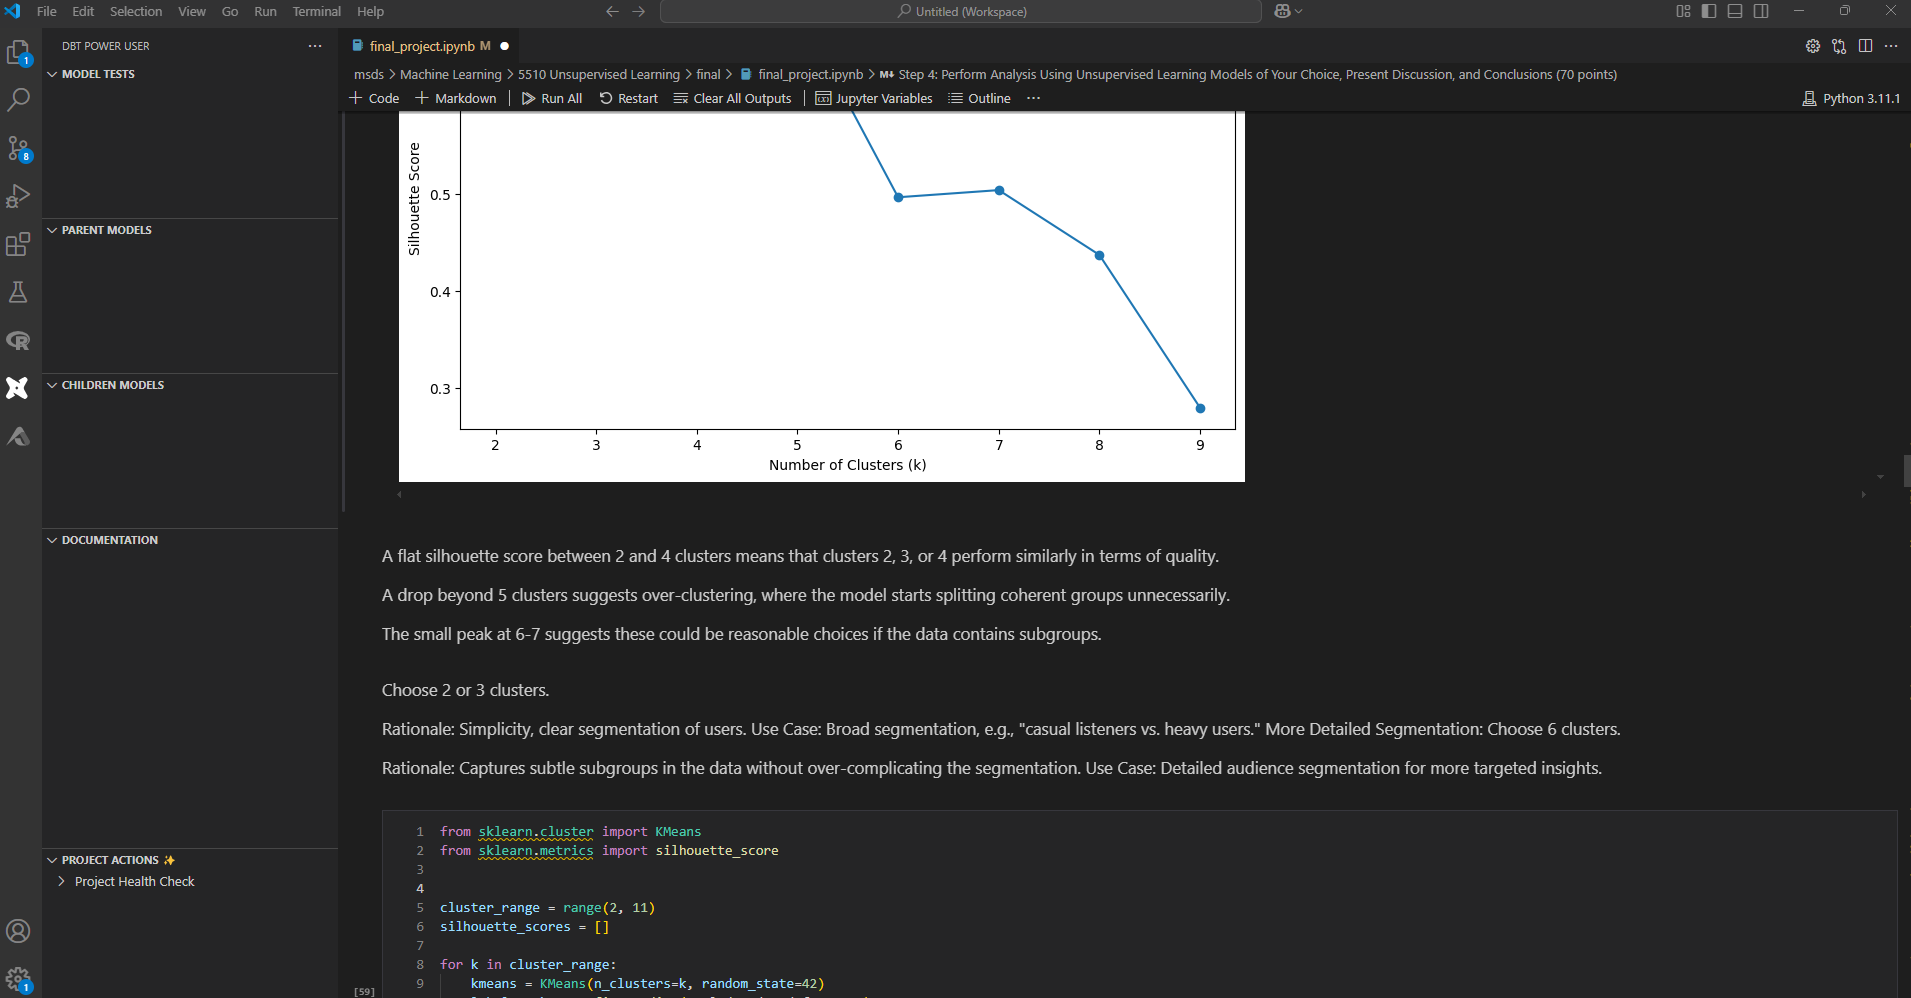 File Edit Selection View Go Run Terminal Help
Untitled (Workspace)
DBT POWER USER
final_project.ipynb M
MODEL TESTS
msds > Machine Learning > 5510 Unsupervised Learning > final > final_project.ipynb > M↓ Step 4: Perform Analysis Using Unsupervised Learning Models of Your Choice, Present Discussion, and Conclusions (70 points)
+ Code + Markdown Run All Restart Clear All Outputs Jupyter Variables Outline ···
Python 3.11.1
1
8
1
PARENT MODELS
CHILDREN MODELS
DOCUMENTATION
PROJECT ACTIONS ✨
Project Health Check
Silhouette Score
0.5
0.4
0.3
2 3 4 5 6 7 8 9
Number of Clusters (k)
A flat silhouette score between 2 and 4 clusters means that clusters 2, 3, or 4 perform similarly in terms of quality.
A drop beyond 5 clusters suggests over-clustering, where the model starts splitting coherent groups unnecessarily.
The small peak at 6-7 suggests these could be reasonable choices if the data contains subgroups.
Choose 2 or 3 clusters.
Rationale: Simplicity, clear segmentation of users. Use Case: Broad segmentation, e.g., "casual listeners vs. heavy users." More Detailed Segmentation: Choose 6 clusters.
Rationale: Captures subtle subgroups in the data without over-complicating the segmentation. Use Case: Detailed audience segmentation for more targeted insights.
1 from sklearn.cluster import KMeans
2 from sklearn.metrics import silhouette_score
3
4
5 cluster_range = range(2, 11)
6 silhouette_scores = []
7
8 for k in cluster_range:
9 kmeans = KMeans(n_clusters=k, random_state=42)
[59]